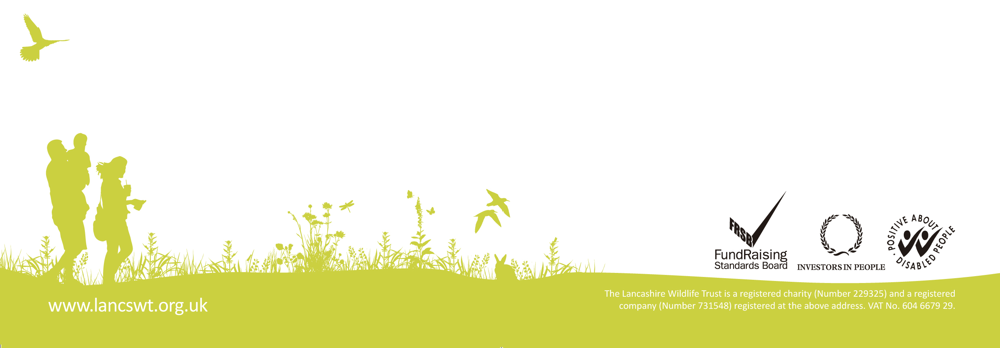 FRSB
FundRaising
Standards Board
INVESTORS IN PEOPLE
POSITIVE ABOUT
DISABLED PEOPLE
www.lancswt.org.uk
The Lancashire Wildlife Trust is a registered charity (Number 229325) and a registered
company (Number 731548) registered at the above address. VAT No. 604 6679 29.